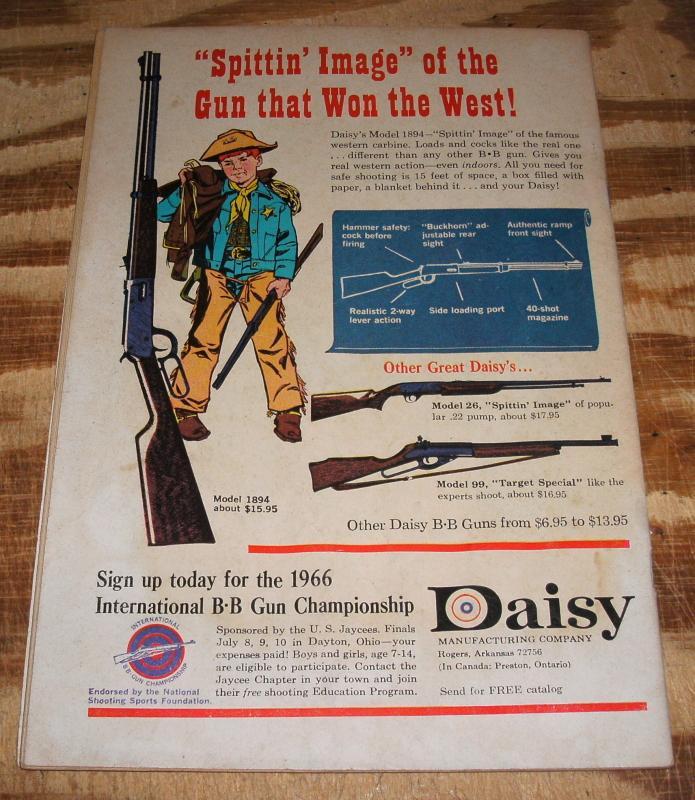 "Spittin' Image" of the
Gun that Won the West!
Daisy's Model 1894—"Spittin' Image" of the famous
western carbine. Loads and cocks like the real one
. . . different than any other B•B gun. Gives you
real western action—even indoors. All you need for
safe shooting is 15 feet of space, a box filled with
paper, a blanket behind it . . . and your Daisy!
Hammer safety:
cock before
firing
"Buckhorn" ad-
justable rear
sight
Authentic ramp
front sight
Realistic 2-way
lever action
Side loading port
40-shot
magazine
Other Great Daisy's...
Model 26, "Spittin' Image" of popu-
lar .22 pump, about $17.95
Model 99, "Target Special" like the
experts shoot, about $16.95
Model 1894
about $15.95
Other Daisy B•B Guns from $6.95 to $13.95
Sign up today for the 1966
International B•B Gun Championship
INTERNATIONAL
B•B GUN CHAMPIONSHIP
Endorsed by the National
Shooting Sports Foundation.
Sponsored by the U. S. Jaycees. Finals
July 8, 9, 10 in Dayton, Ohio—your
expenses paid! Boys and girls, age 7-14,
are eligible to participate. Contact the
Jaycee Chapter in your town and join
their free shooting Education Program.
Daisy
MANUFACTURING COMPANY
Rogers, Arkansas 72756
(In Canada: Preston, Ontario)
Send for FREE catalog